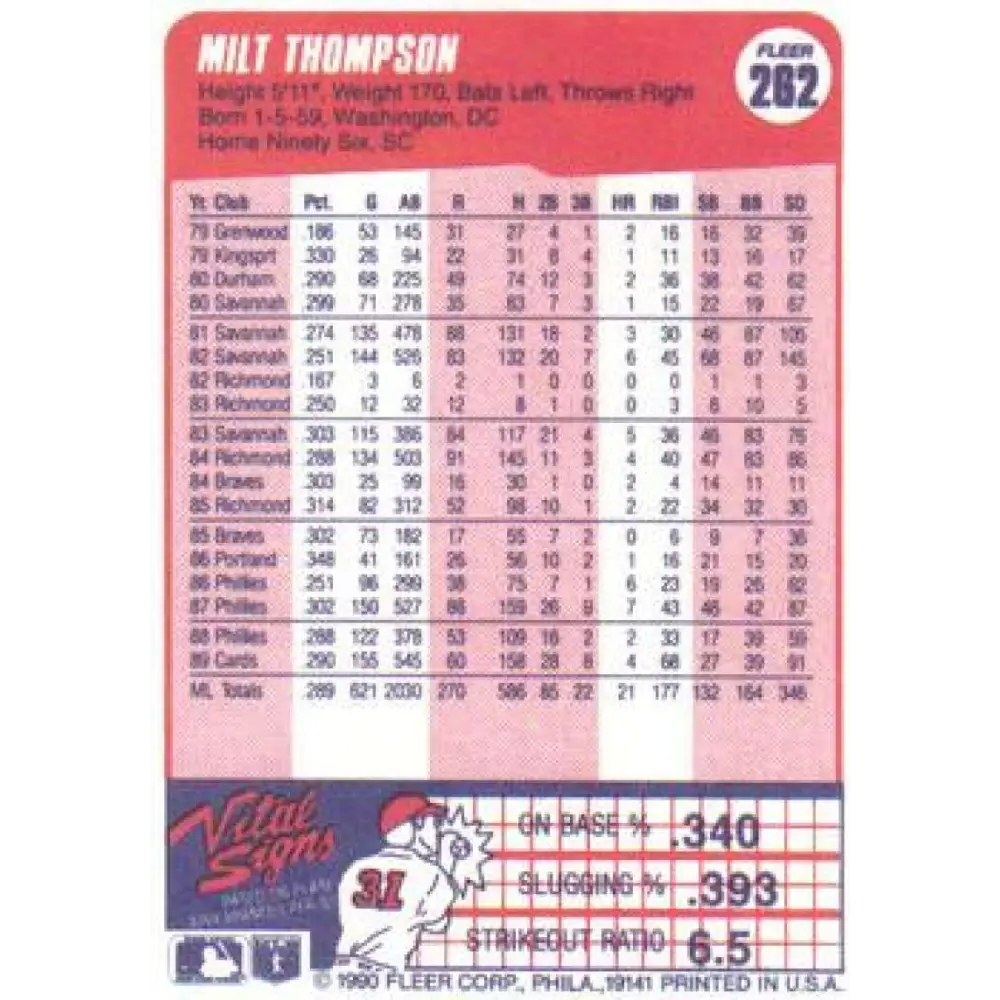 MILT THOMPSON
FLEER
262
Height 5'11", Weight 170, Bats Left, Throws Right
Born 1-5-59, Washington, DC
Home Ninety Six, SC
Yr. Club Pct. G AB R H 2B 3B HR RBI SB BB SO
79 Grenwood .186 53 145 31 27 4 1 2 16 16 32 39
79 Kingsprt .330 26 94 22 31 8 4 1 11 13 16 17
80 Durham .290 68 225 49 74 12 3 2 36 38 42 62
80 Savannah .299 71 278 35 83 7 3 1 15 22 19 67
81 Savannah .274 135 478 88 131 18 2 3 30 46 87 105
82 Savannah .251 144 526 83 132 20 7 6 45 68 87 145
82 Richmond .167 3 6 2 1 0 0 0 0 1 1 3
83 Richmond .250 12 32 12 8 1 0 0 3 6 10 5
83 Savannah .303 115 386 84 117 21 4 5 36 46 83 76
84 Richmond .288 134 503 91 145 11 3 4 40 47 83 86
84 Braves .303 25 99 16 30 1 0 2 4 14 11 11
85 Richmond .314 82 312 52 98 10 1 2 22 34 32 30
85 Braves .302 73 182 17 55 7 2 0 6 9 7 36
86 Portland .348 41 161 26 56 10 2 1 16 21 15 20
86 Phillies .251 96 299 38 75 7 1 6 23 19 26 62
87 Phillies .302 150 527 86 159 26 9 7 43 46 42 87
88 Phillies .288 122 378 53 109 16 2 2 33 17 39 59
89 Cards .290 155 545 60 158 28 8 4 68 27 39 91
ML Totals .289 621 2030 270 586 85 22 21 177 132 164 346
Vital
Signs
31
ON BASE % .340
SLUGGING % .393
STRIKEOUT RATIO 6.5
© 1990 FLEER CORP., PHILA., 19141 PRINTED IN U.S.A.